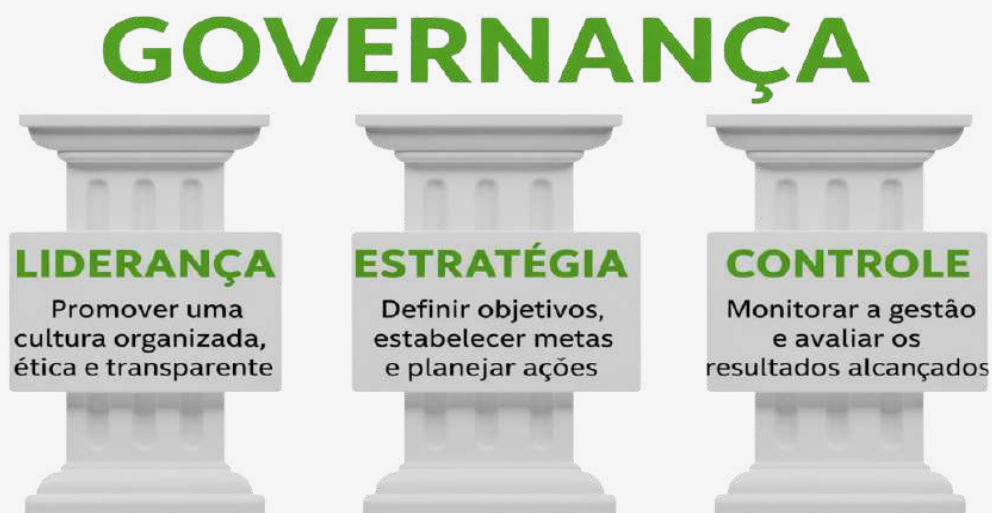 GOVERNANÇA
LIDERANÇA
Promover uma
cultura organizada,
ética e transparente
ESTRATÉGIA
Definir objetivos,
estabelecer metas
e planejar ações
CONTROLE
Monitorar a gestão
e avaliar os
resultados alcançados